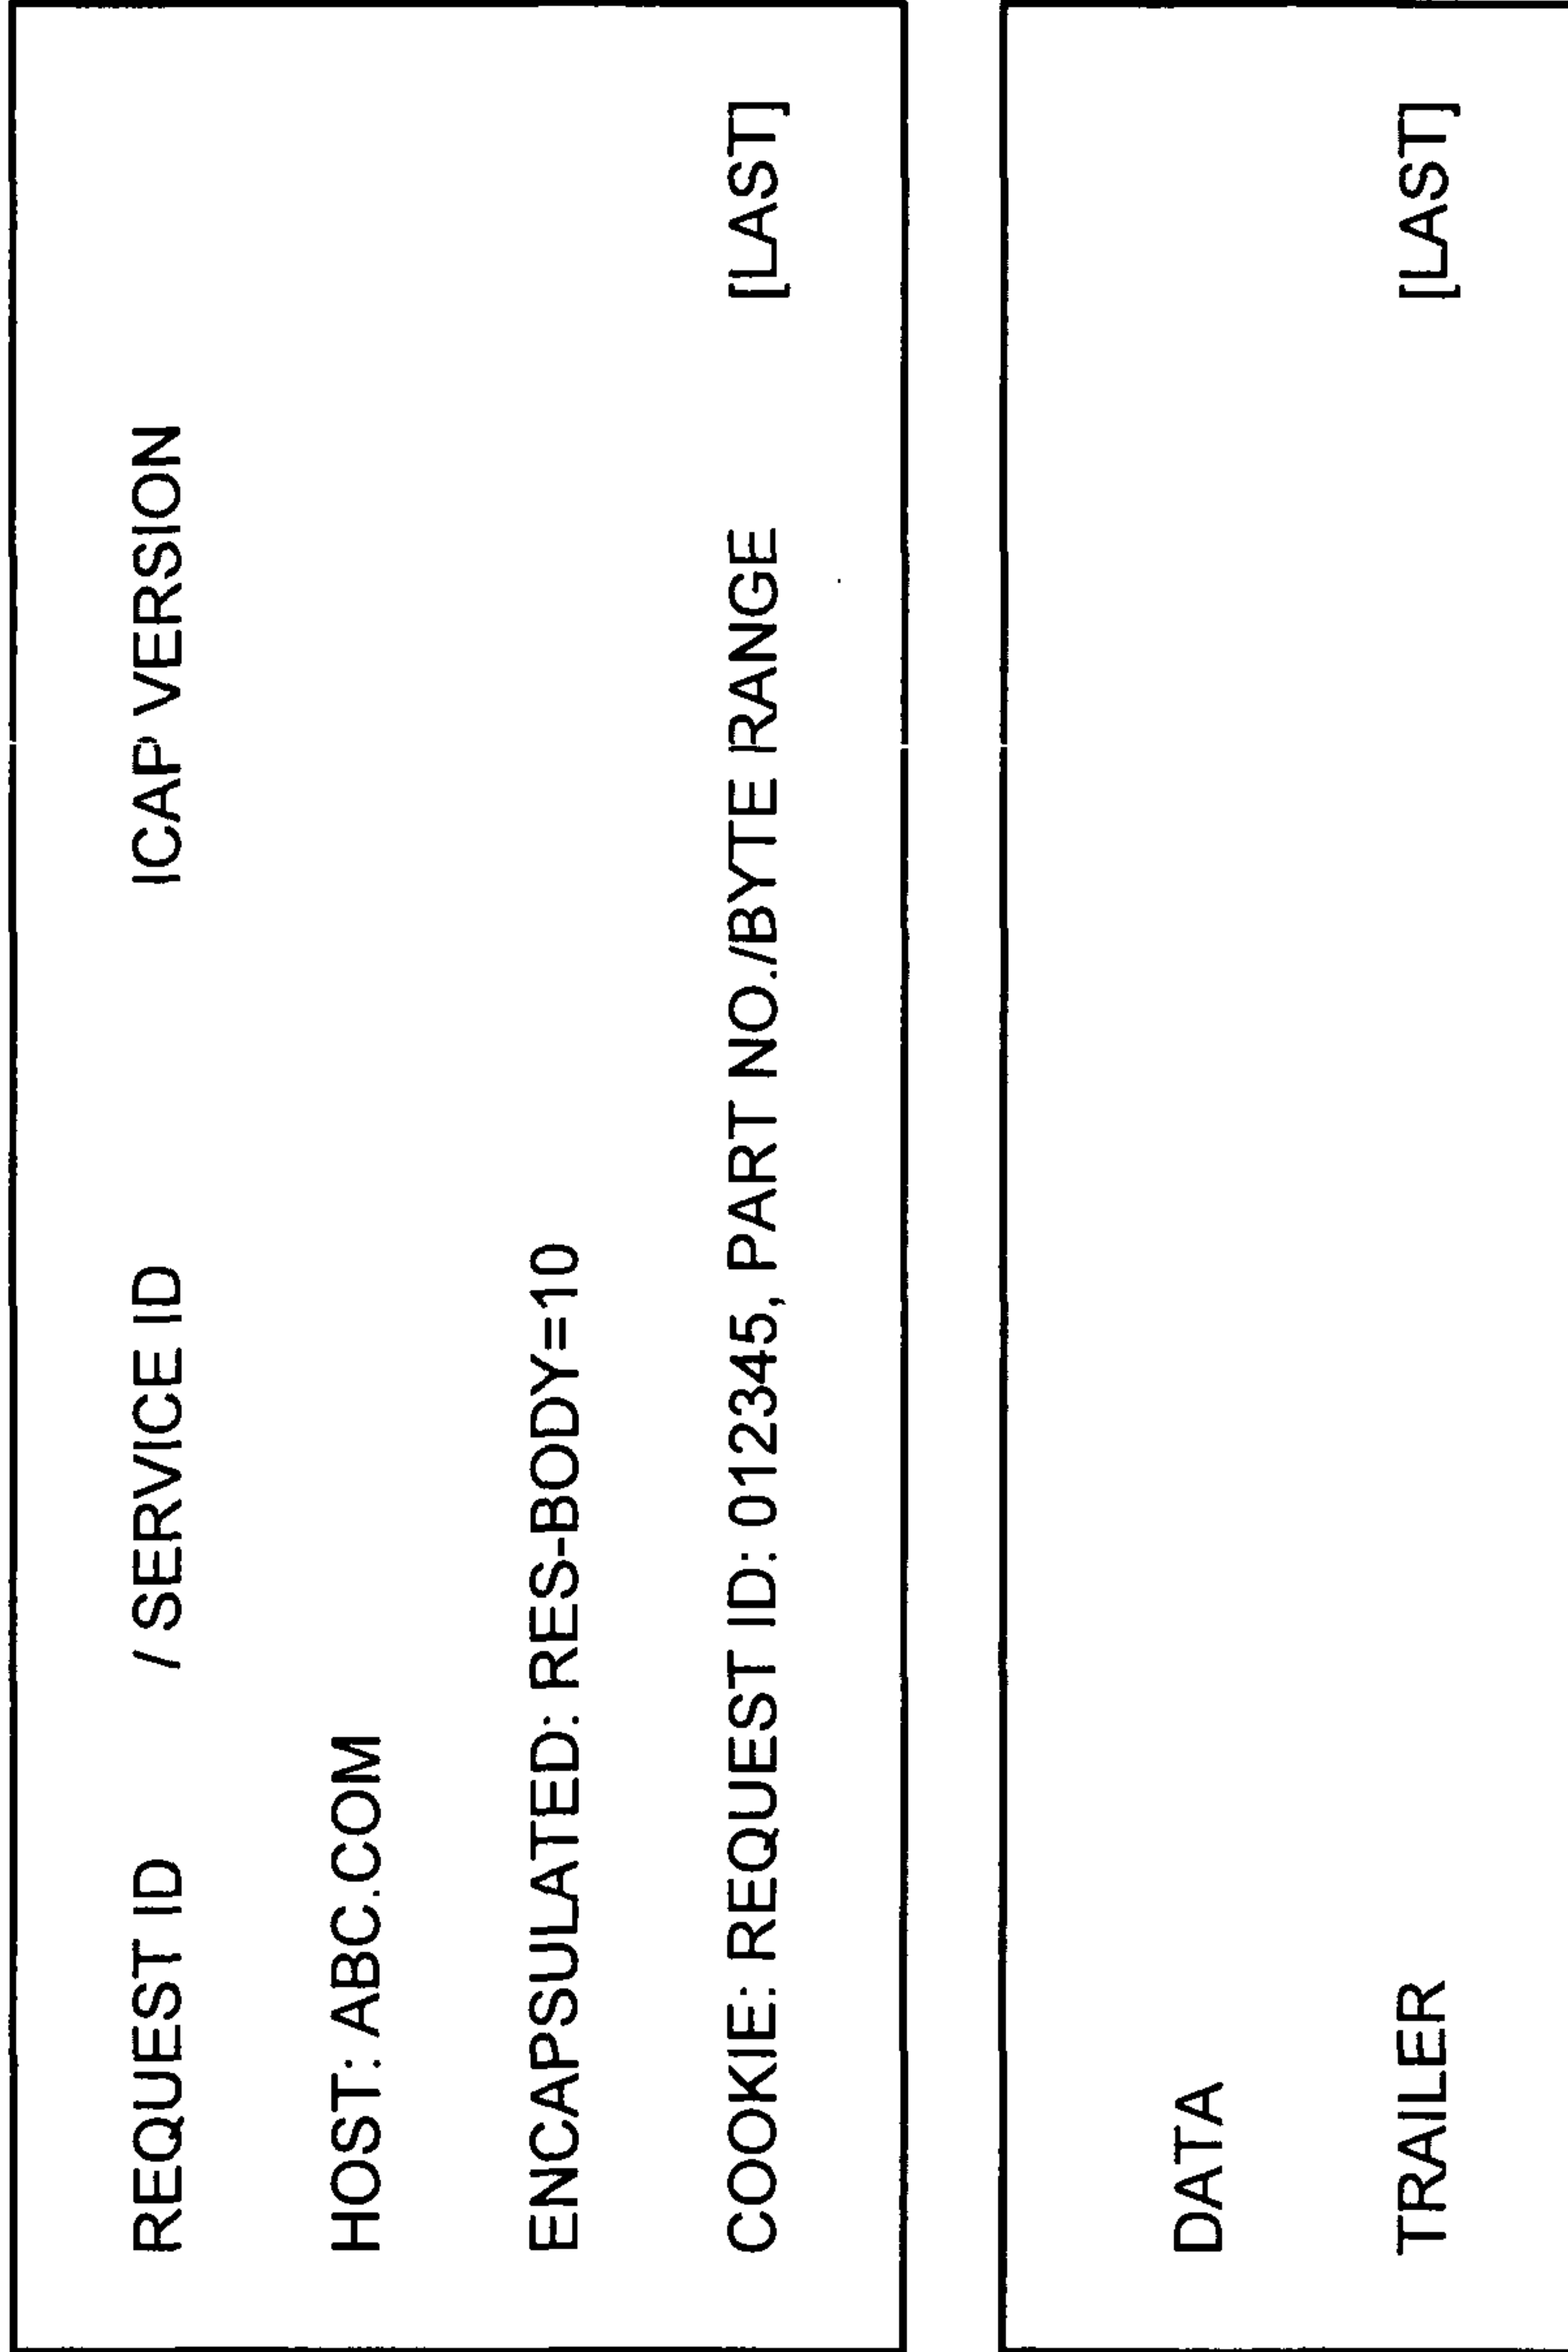 REQUEST ID / SERVICE ID ICAP VERSION
HOST: ABC.COM
ENCAPSULATED: RES-BODY=10
COOKIE: REQUEST ID: 012345, PART NO./BYTE RANGE [LAST]
DATA
TRAILER [LAST]